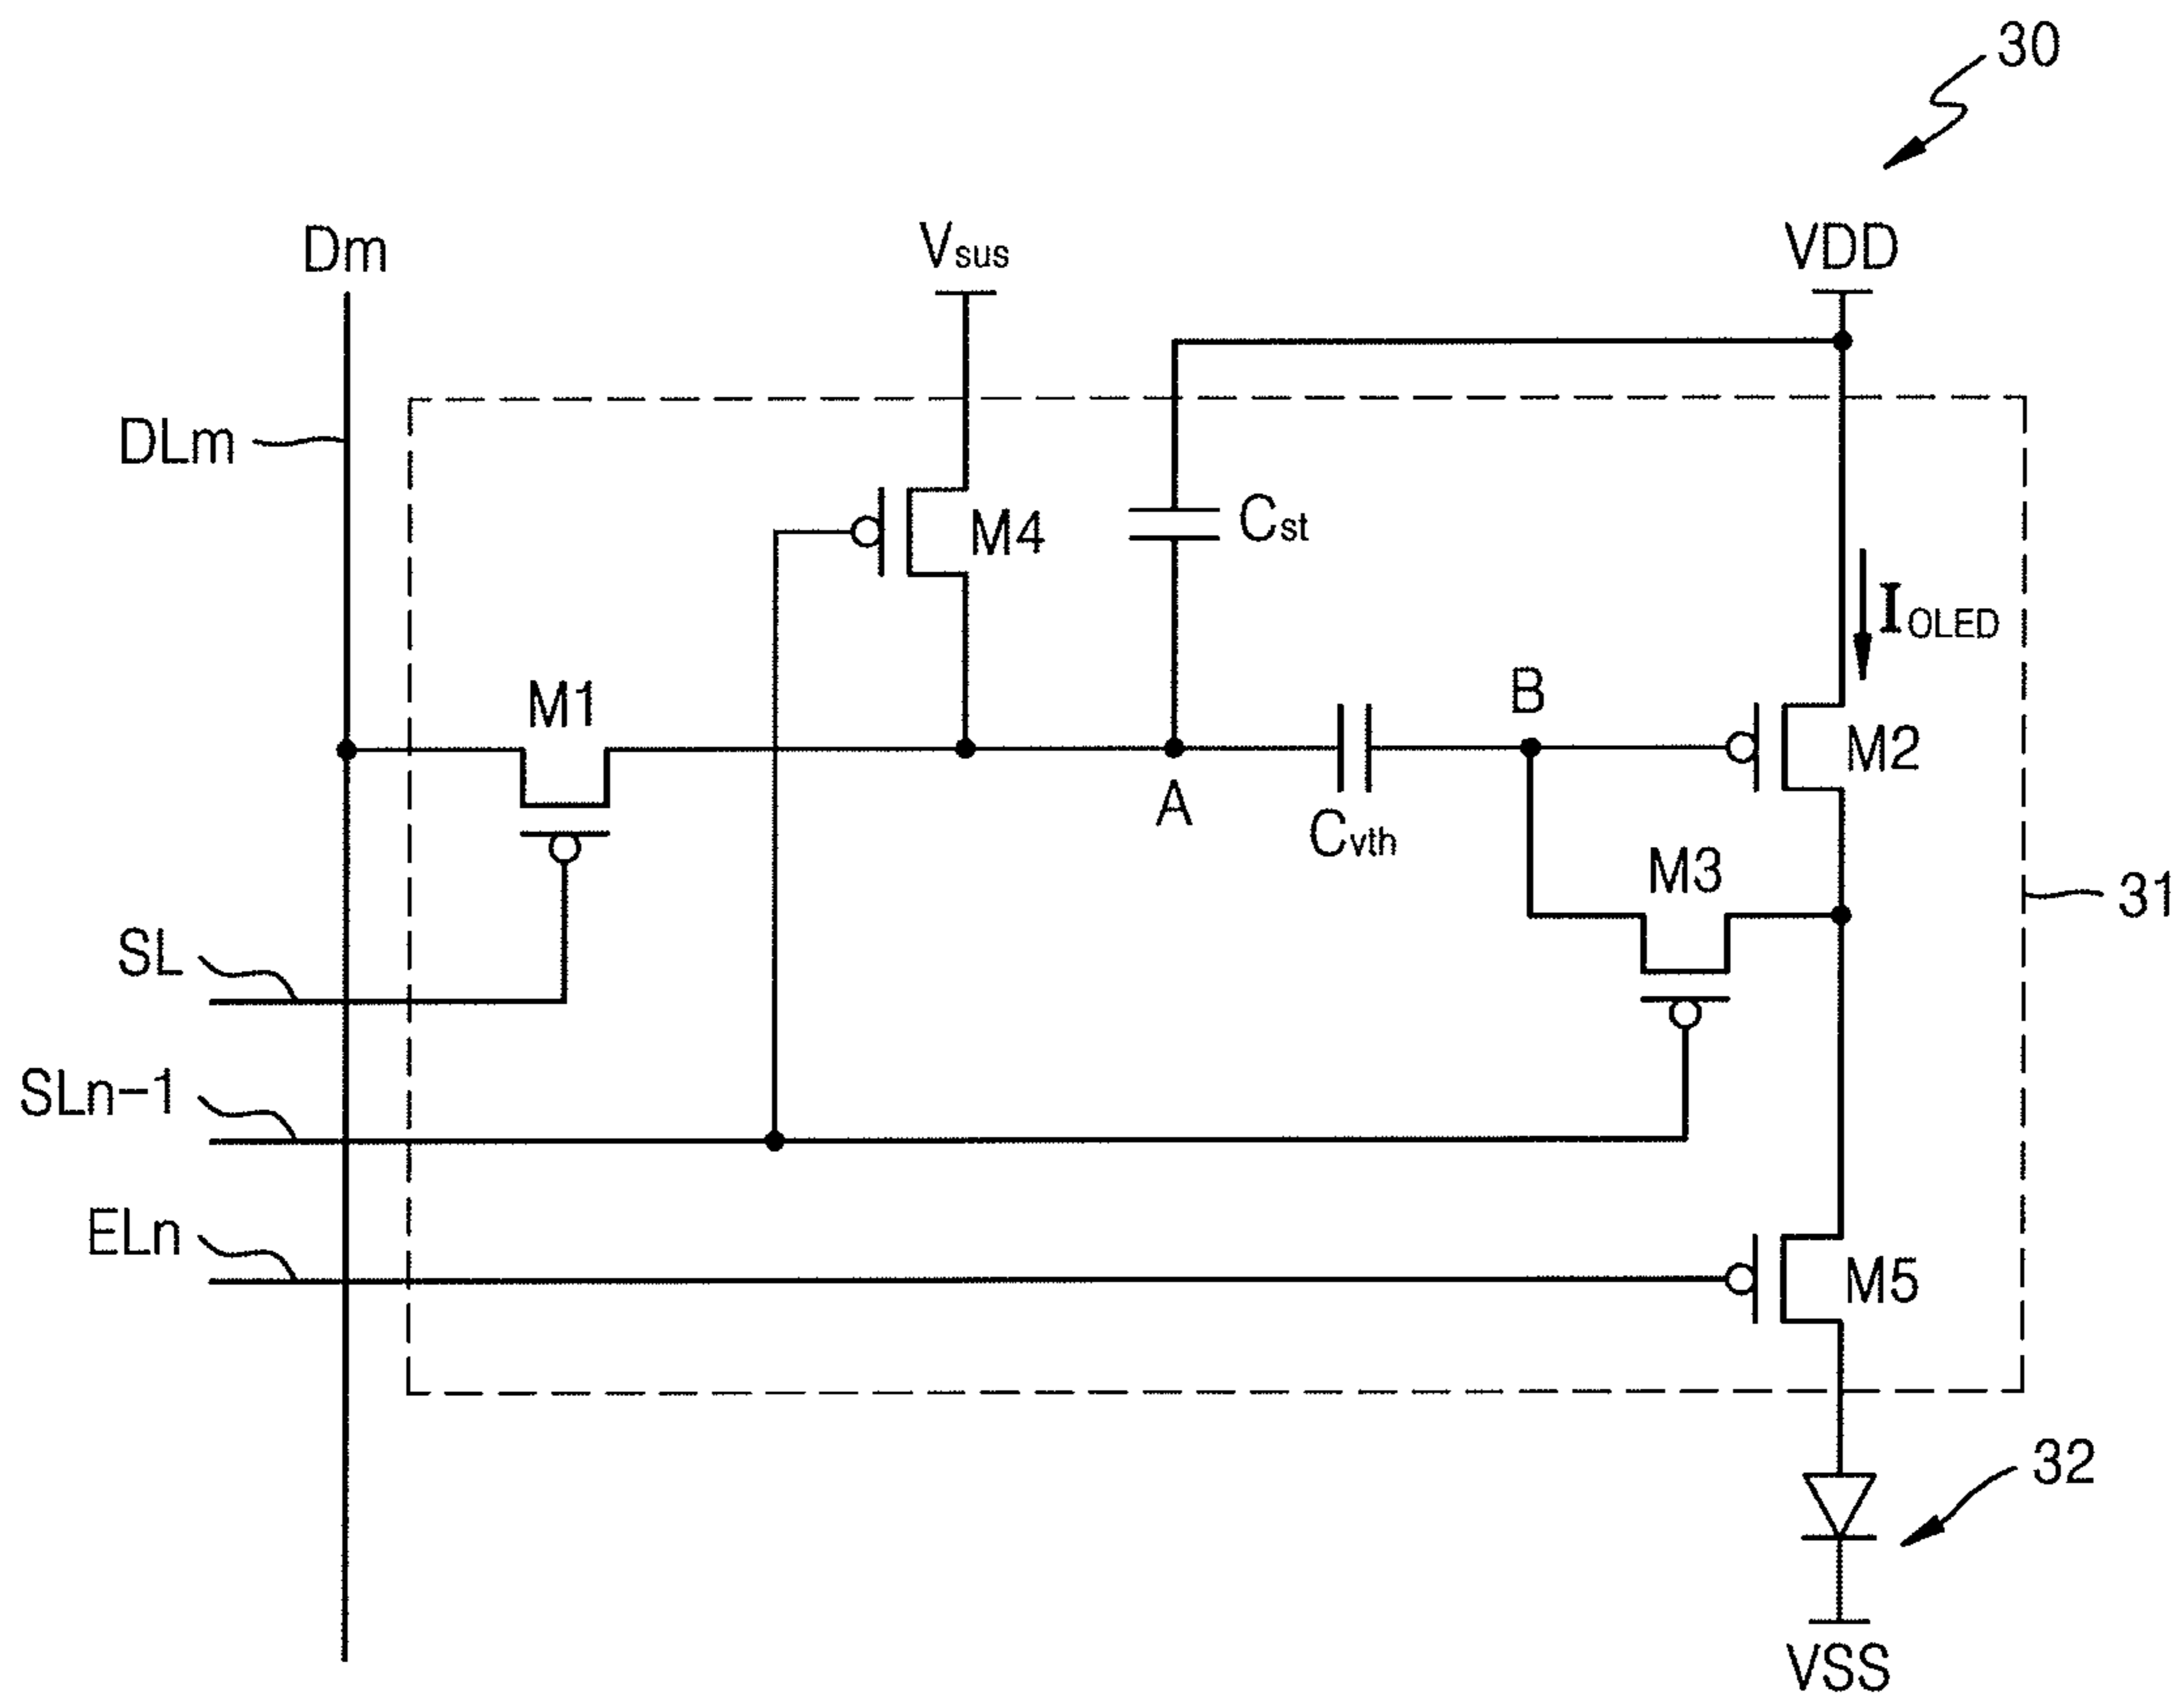 30
Dm
Vsus
VDD
DLm
M4
Cst
IOLED
M1
B
M2
A
Cvth
M3
31
SL
SLn-1
ELn
M5
32
VSS